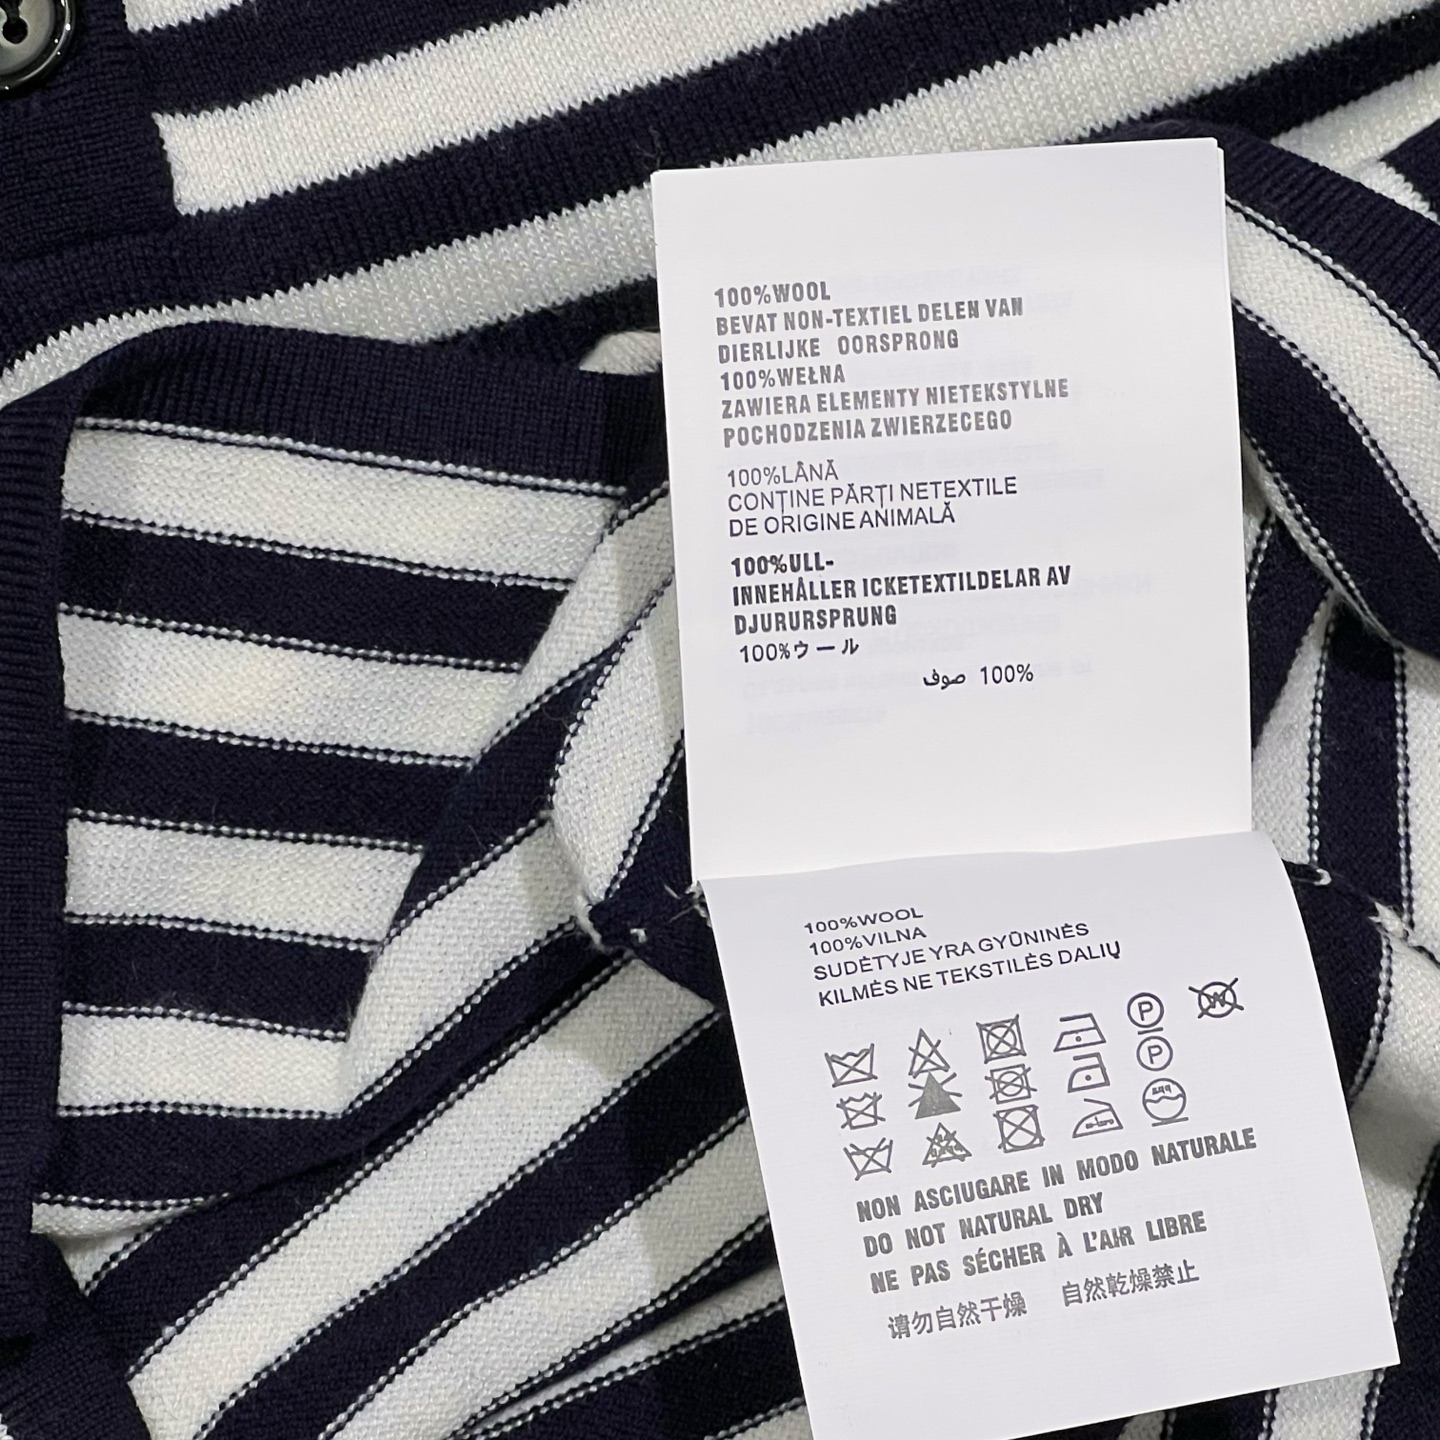 100%WOOL
BEVAT NON-TEXTIEL DELEN VAN
DIERLIJKE OORSPRONG
100%WEŁNA
ZAWIERA ELEMENTY NIETEKSTYLNE
POCHODZENIA ZWIERZECEGO
100%LÂNĂ
CONȚINE PĂRȚI NETEXTILE
DE ORIGINE ANIMALĂ
100%ULL-
INNEHÅLLER ICKETEXTILDELAR AV
DJURURSPRUNG
100%ウール
100% صوف
100%WOOL
100%VILNA
SUDĖTYJE YRA GYŪNINĖS
KILMĖS NE TEKSTILĖS DALIŲ
P
W
P
NON ASCIUGARE IN MODO NATURALE
DO NOT NATURAL DRY
NE PAS SÉCHER À L'AIR LIBRE
请勿自然干燥 自然乾燥禁止